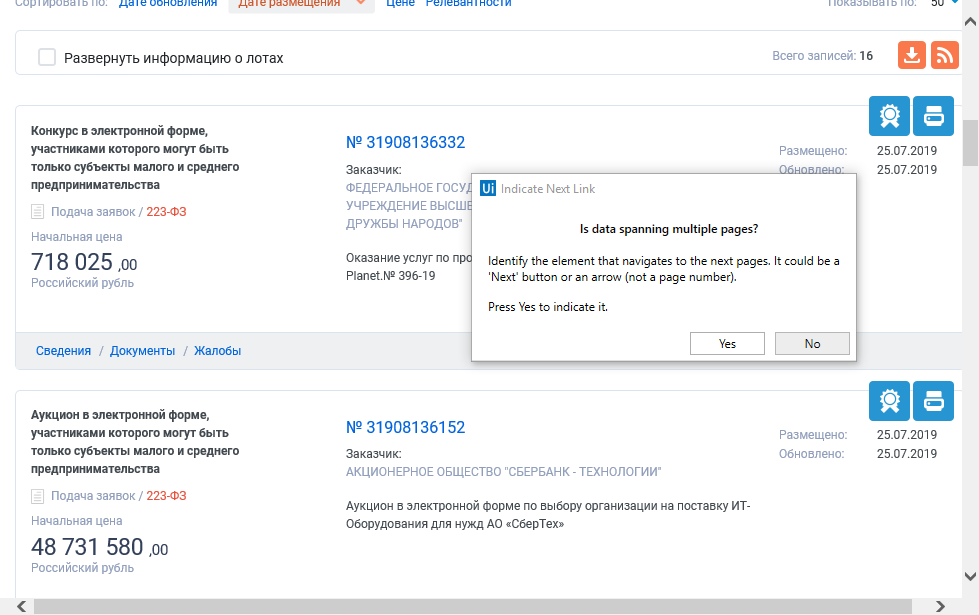 Сортировать по: Дате обновления Дате размещения Цене Релевантности Показывать по: 50
Развернуть информацию о лотах
Всего записей: 16
Конкурс в электронной форме,
участниками которого могут быть
только субъекты малого и среднего
предпринимательства
Подача заявок / 223-ФЗ
Начальная цена
718 025 ,00
Российский рубль
№ 31908136332
Заказчик:
ФЕДЕРАЛЬНОЕ ГОСУД
УЧРЕЖДЕНИЕ ВЫСШЕ
ДРУЖБЫ НАРОДОВ"
Оказание услуг по про
Planet.№ 396-19
Размещено: 25.07.2019
Обновлено: 25.07.2019
Ui Indicate Next Link
Is data spanning multiple pages?
Identify the element that navigates to the next pages. It could be a
'Next' button or an arrow (not a page number).
Press Yes to indicate it.
Yes No
Сведения / Документы / Жалобы
Аукцион в электронной форме,
участниками которого могут быть
только субъекты малого и среднего
предпринимательства
Подача заявок / 223-ФЗ
Начальная цена
48 731 580 ,00
Российский рубль
№ 31908136152
Заказчик:
АКЦИОНЕРНОЕ ОБЩЕСТВО "СБЕРБАНК - ТЕХНОЛОГИИ"
Аукцион в электронной форме по выбору организации на поставку ИТ-
Оборудования для нужд АО «СберТех»
Размещено: 25.07.2019
Обновлено: 25.07.2019